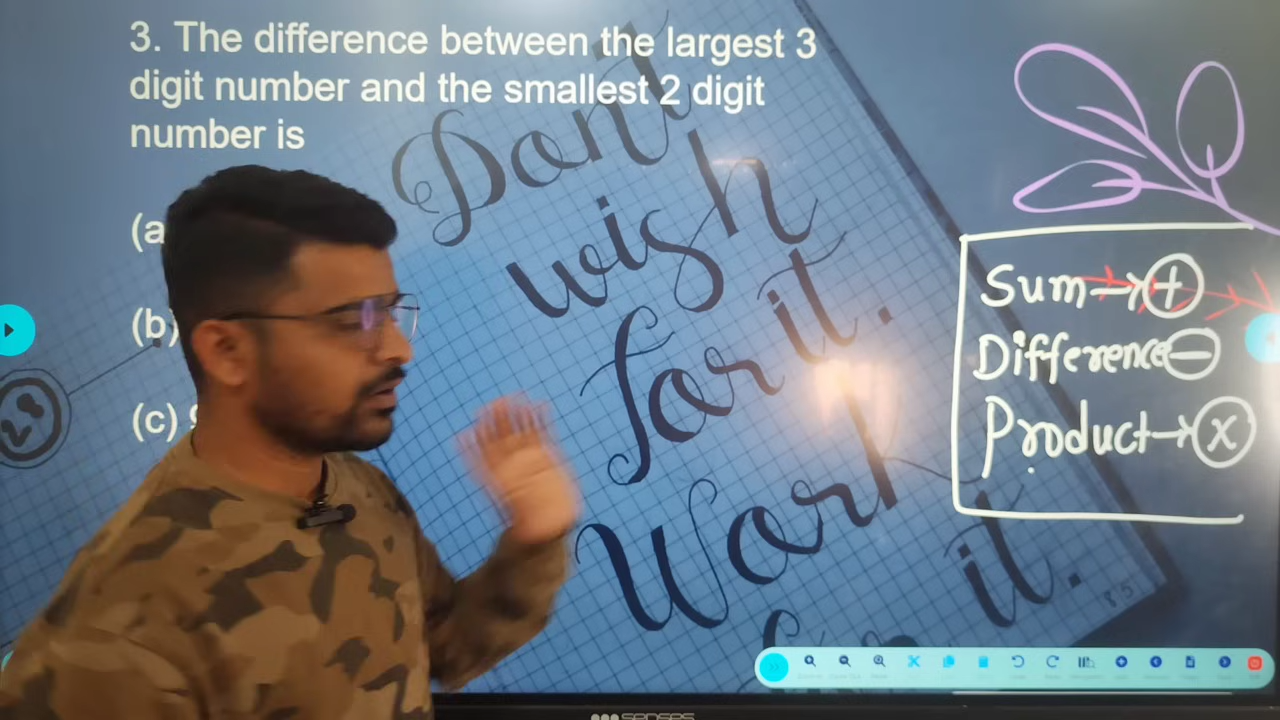 3. The difference between the largest 3
digit number and the smallest 2 digit
number is
(a
(b)
(c)
Don't
wish
for it.
Work
it.
85
Sum→+
Difference−
Product→×